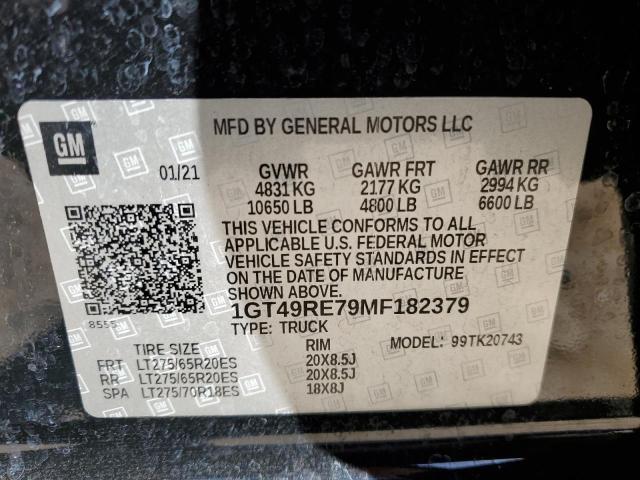 GM
MFD BY GENERAL MOTORS LLC
01/21
GVWR GAWR FRT GAWR RR
4831 KG 2177 KG 2994 KG
10650 LB 4800 LB 6600 LB
THIS VEHICLE CONFORMS TO ALL
APPLICABLE U.S. FEDERAL MOTOR
VEHICLE SAFETY STANDARDS IN EFFECT
ON THE DATE OF MANUFACTURE
SHOWN ABOVE.
8555
1GT49RE79MF182379
TYPE: TRUCK MODEL: 99TK20743
TIRE SIZE RIM
FRT LT275/65R20ES 20X8.5J
RR LT275/65R20ES 20X8.5J
SPA LT275/70R18ES 18X8J